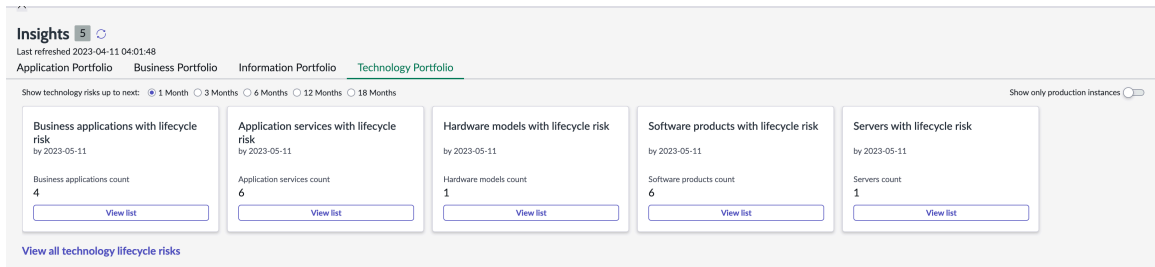 Insights 5
Last refreshed 2023-04-11 04:01:48
Application Portfolio Business Portfolio Information Portfolio Technology Portfolio
Show technology risks up to next: 1 Month 3 Months 6 Months 12 Months 18 Months Show only production instances
Business applications with lifecycle
risk
by 2023-05-11
Business applications count
4
View list
Application services with lifecycle
risk
by 2023-05-11
Application services count
6
View list
Hardware models with lifecycle risk
by 2023-05-11
Hardware models count
1
View list
Software products with lifecycle risk
by 2023-05-11
Software products count
6
View list
Servers with lifecycle risk
by 2023-05-11
Servers count
1
View list
View all technology lifecycle risks